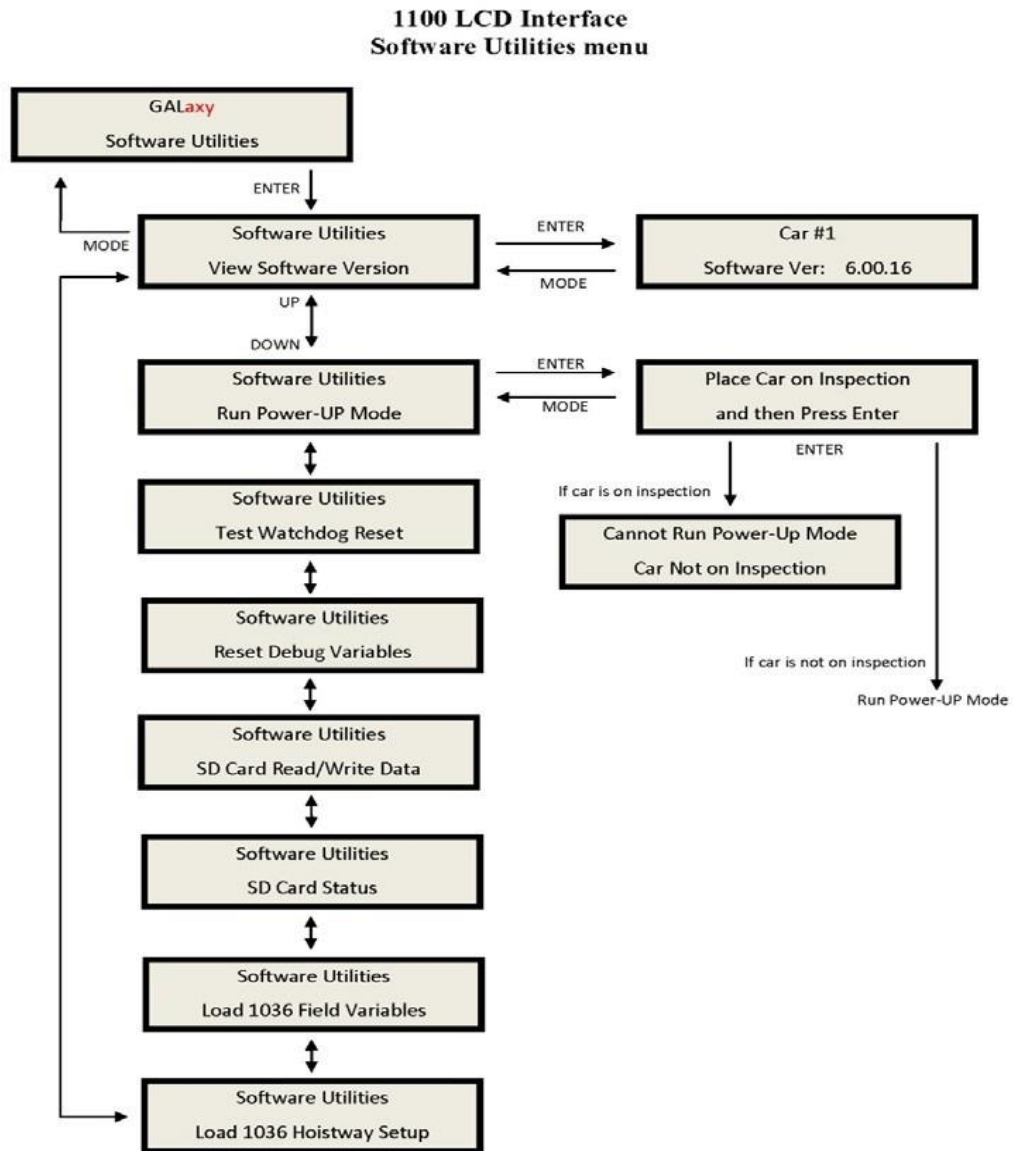 1100 LCD Interface
Software Utilities menu
GALaxy
Software Utilities
ENTER
MODE
Software Utilities
View Software Version
ENTER
MODE
Car #1
Software Ver: 6.00.16
UP
DOWN
Software Utilities
Run Power-UP Mode
ENTER
MODE
Place Car on Inspection
and then Press Enter
ENTER
If car is on inspection
Software Utilities
Test Watchdog Reset
Cannot Run Power-Up Mode
Car Not on Inspection
Software Utilities
Reset Debug Variables
If car is not on inspection
Run Power-UP Mode
Software Utilities
SD Card Read/Write Data
Software Utilities
SD Card Status
Software Utilities
Load 1036 Field Variables
Software Utilities
Load 1036 Hoistway Setup